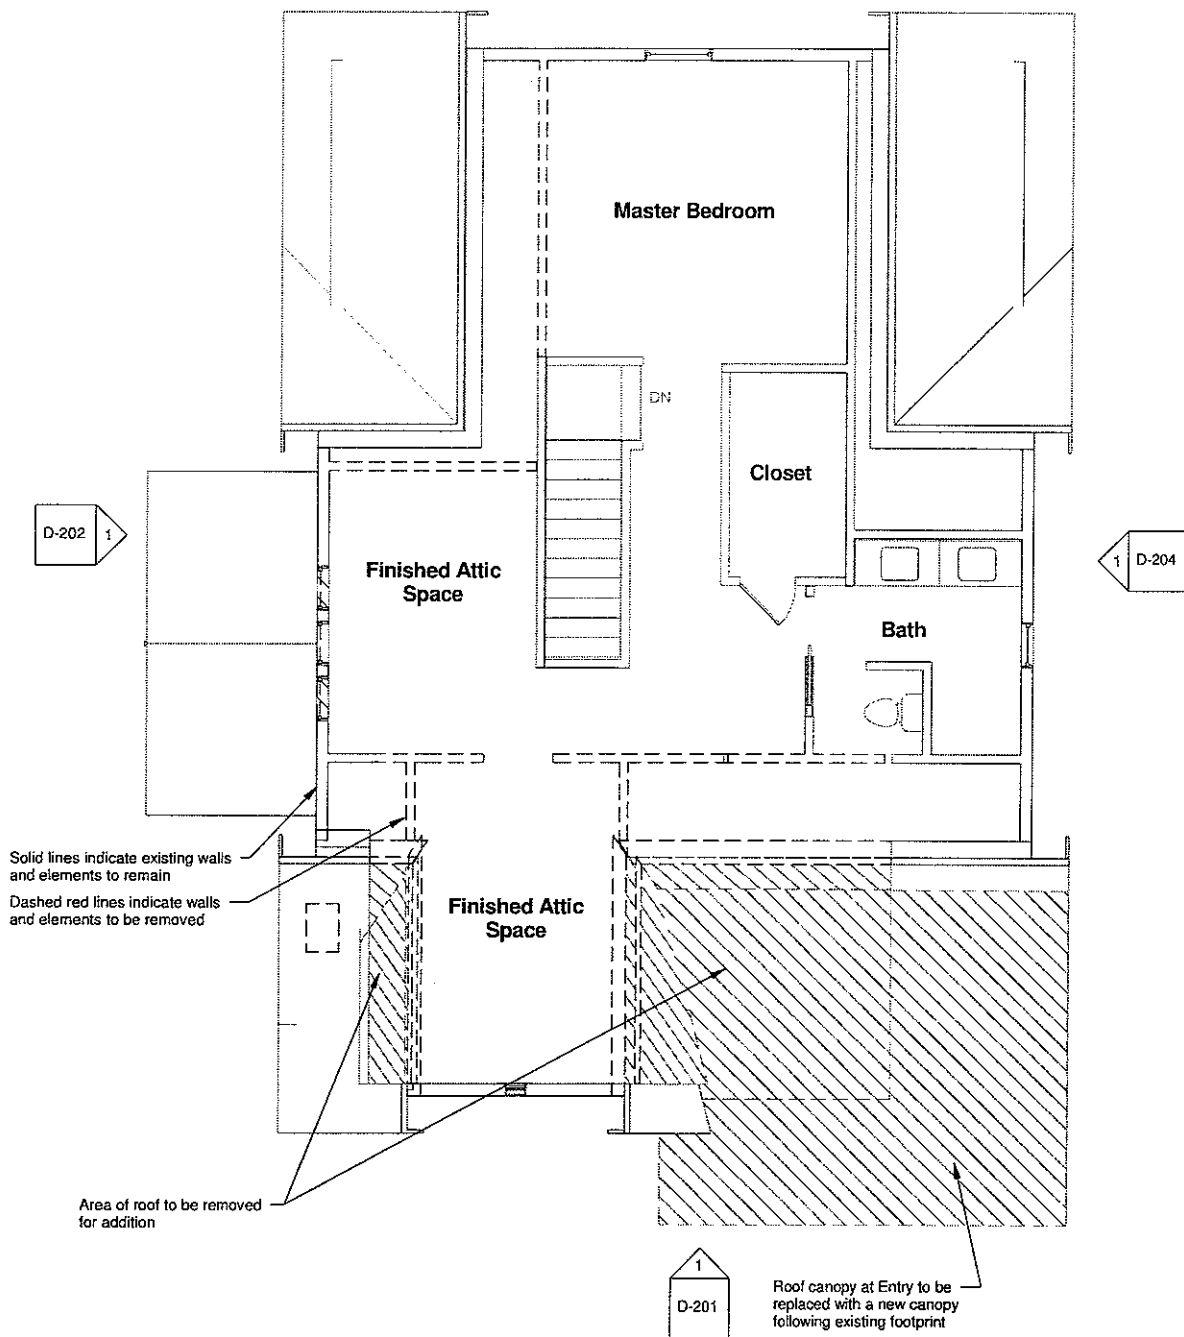 Master Bedroom
DN
Closet
D-202
1
1
D-204
Finished Attic
Space
Bath
Solid lines indicate existing walls
and elements to remain
Dashed red lines indicate walls
and elements to be removed
Finished Attic
Space
Area of roof to be removed
for addition
1
D-201
Roof canopy at Entry to be
replaced with a new canopy
following existing footprint